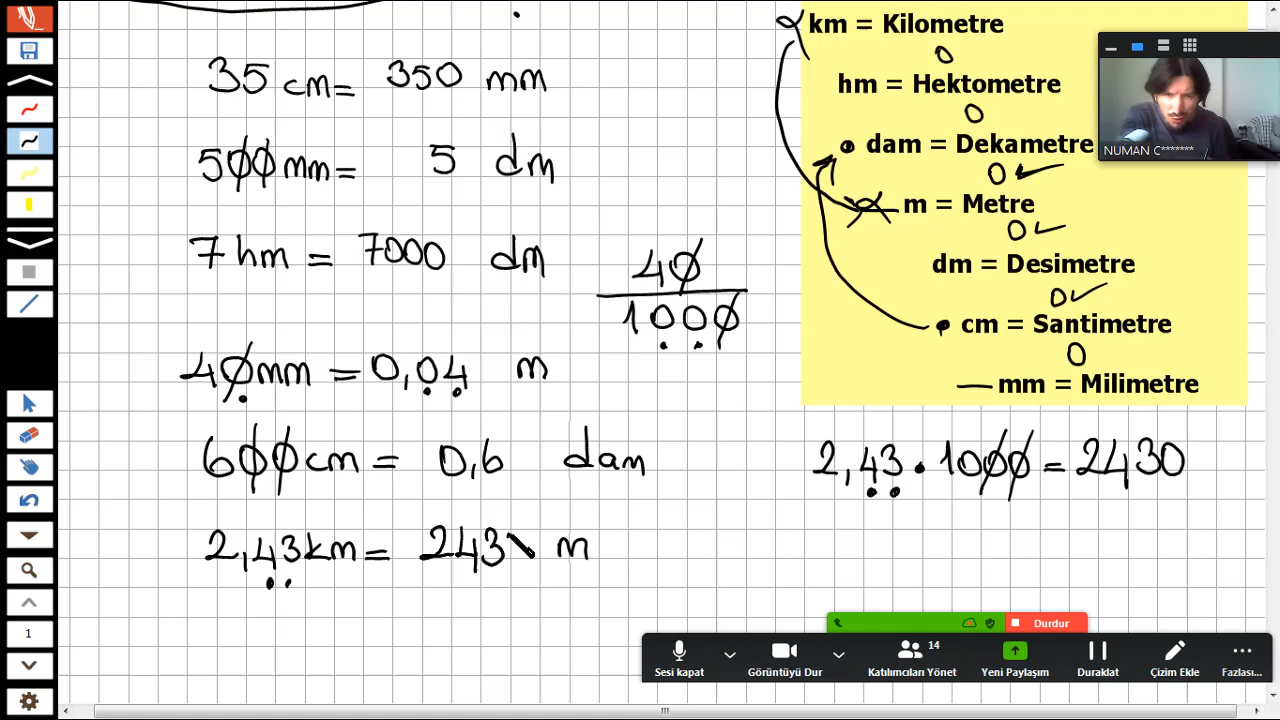 35 cm = 350 mm
500 mm = 5 dm
7 hm = 7000 dm
40
1000
40 mm = 0,04 m
600 cm = 0,6 dam
2,43 km = 243 m
km = Kilometre
0
hm = Hektometre
0
dam = Dekametre
0
m = Metre
0
dm = Desimetre
0
cm = Santimetre
0
mm = Milimetre
2,43 . 1000 = 2430
NUMAN C*******
1
Durdur
Sesi kapat
Görüntüyü Dur
14
Katılımcıları Yönet
Yeni Paylaşım
Duraklat
Çizim Ekle
Fazlası...